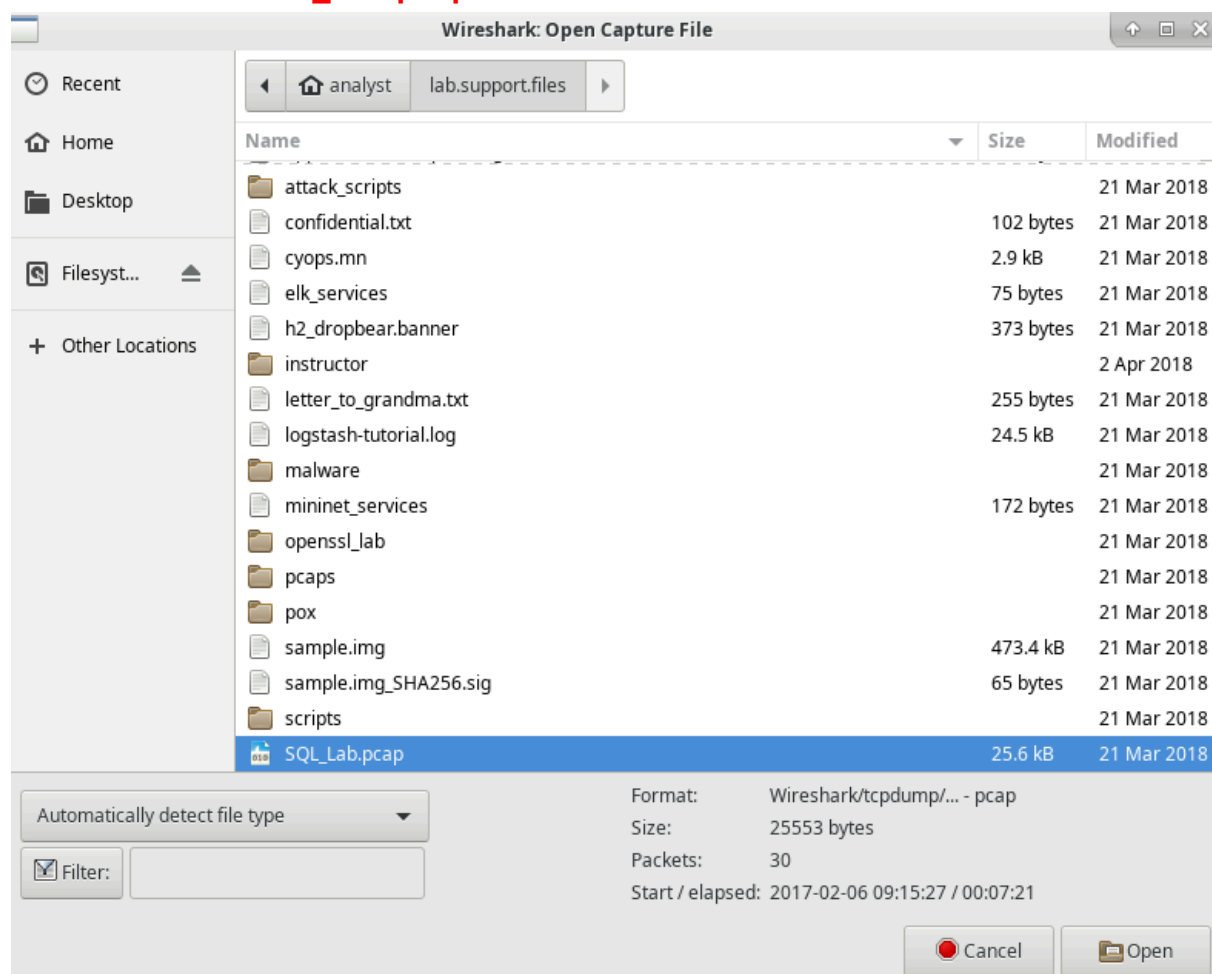 Wireshark: Open Capture File
Recent
Home
Desktop
Filesyst...
Other Locations
analyst lab.support.files
Name Size Modified
attack_scripts 21 Mar 2018
confidential.txt 102 bytes 21 Mar 2018
cyops.mn 2.9 kB 21 Mar 2018
elk_services 75 bytes 21 Mar 2018
h2_dropbear.banner 373 bytes 21 Mar 2018
instructor 2 Apr 2018
letter_to_grandma.txt 255 bytes 21 Mar 2018
logstash-tutorial.log 24.5 kB 21 Mar 2018
malware 21 Mar 2018
mininet_services 172 bytes 21 Mar 2018
openssl_lab 21 Mar 2018
pcaps 21 Mar 2018
pox 21 Mar 2018
sample.img 473.4 kB 21 Mar 2018
sample.img_SHA256.sig 65 bytes 21 Mar 2018
scripts 21 Mar 2018
SQL_Lab.pcap 25.6 kB 21 Mar 2018
Automatically detect file type
Filter:
Format: Wireshark/tcpdump/... - pcap
Size: 25553 bytes
Packets: 30
Start / elapsed: 2017-02-06 09:15:27 / 00:07:21
Cancel Open